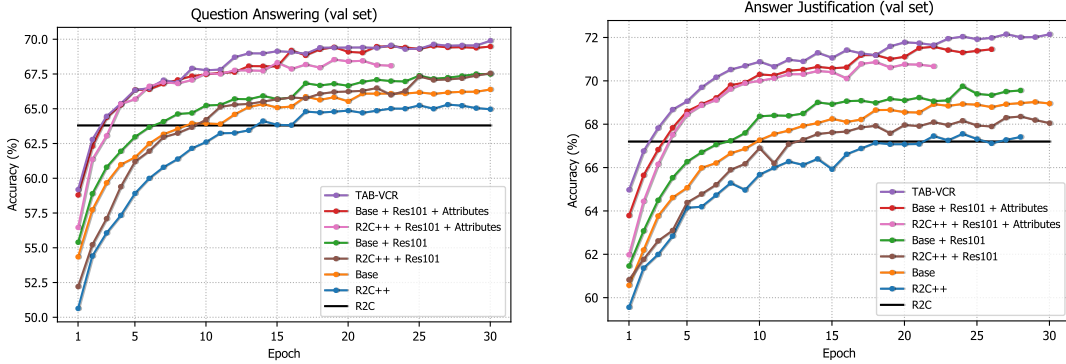 Question Answering (val set)
Accuracy (%)
70.0
67.5
65.0
62.5
60.0
57.5
55.0
52.5
50.0
1
5
10
15
20
25
30
Epoch
TAB-VCR
Base + Res101 + Attributes
R2C++ + Res101 + Attributes
Base + Res101
R2C++ + Res101
Base
R2C++
R2C
Answer Justification (val set)
Accuracy (%)
72
70
68
66
64
62
60
1
5
10
15
20
25
30
Epoch
TAB-VCR
Base + Res101 + Attributes
R2C++ + Res101 + Attributes
Base + Res101
R2C++ + Res101
Base
R2C++
R2C